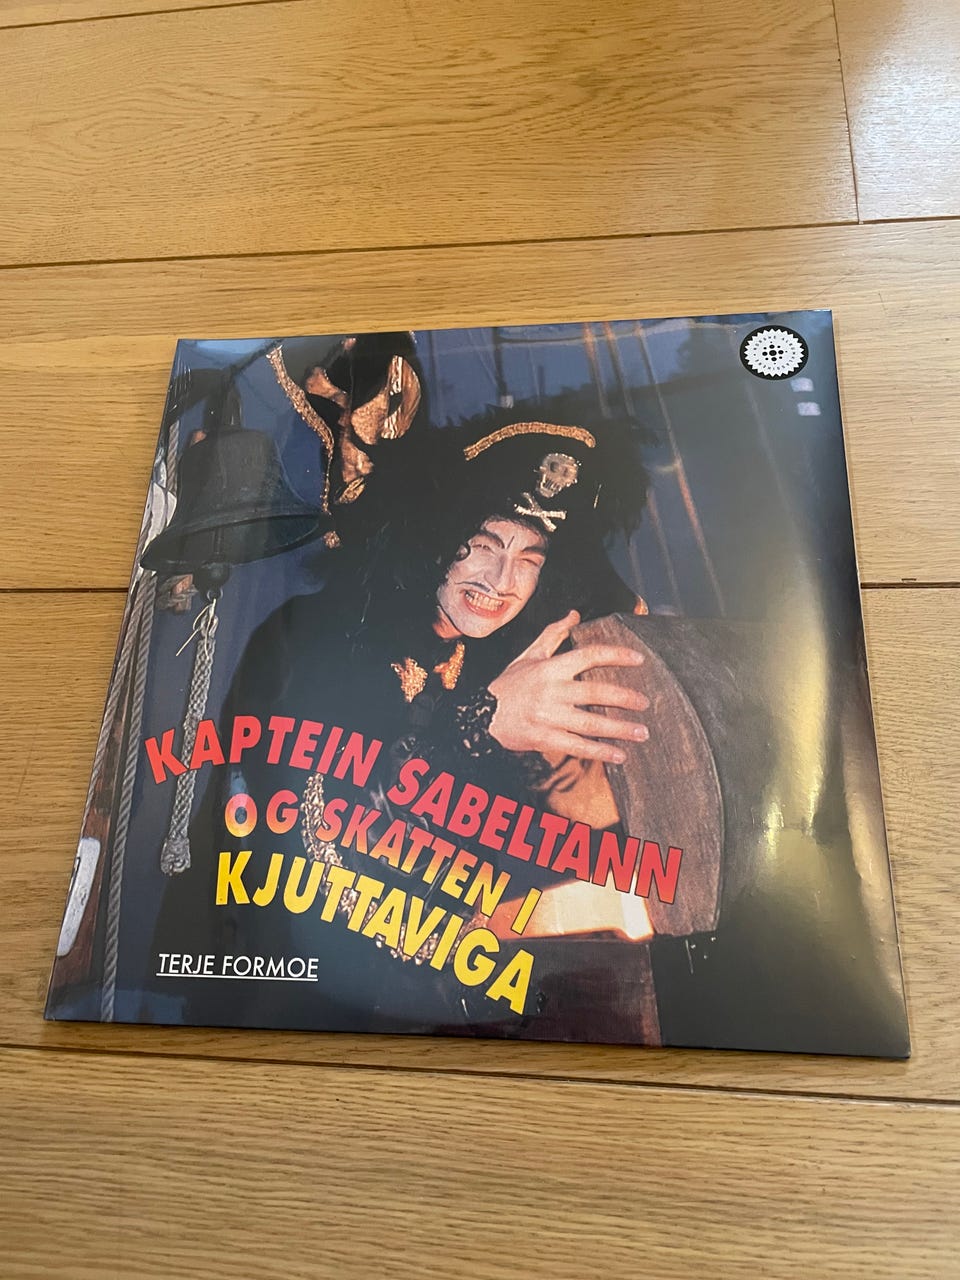 KAPTEIN SABELTANN
OG SKATTEN I
KJUTTAVIGA
TERJE FORMOE